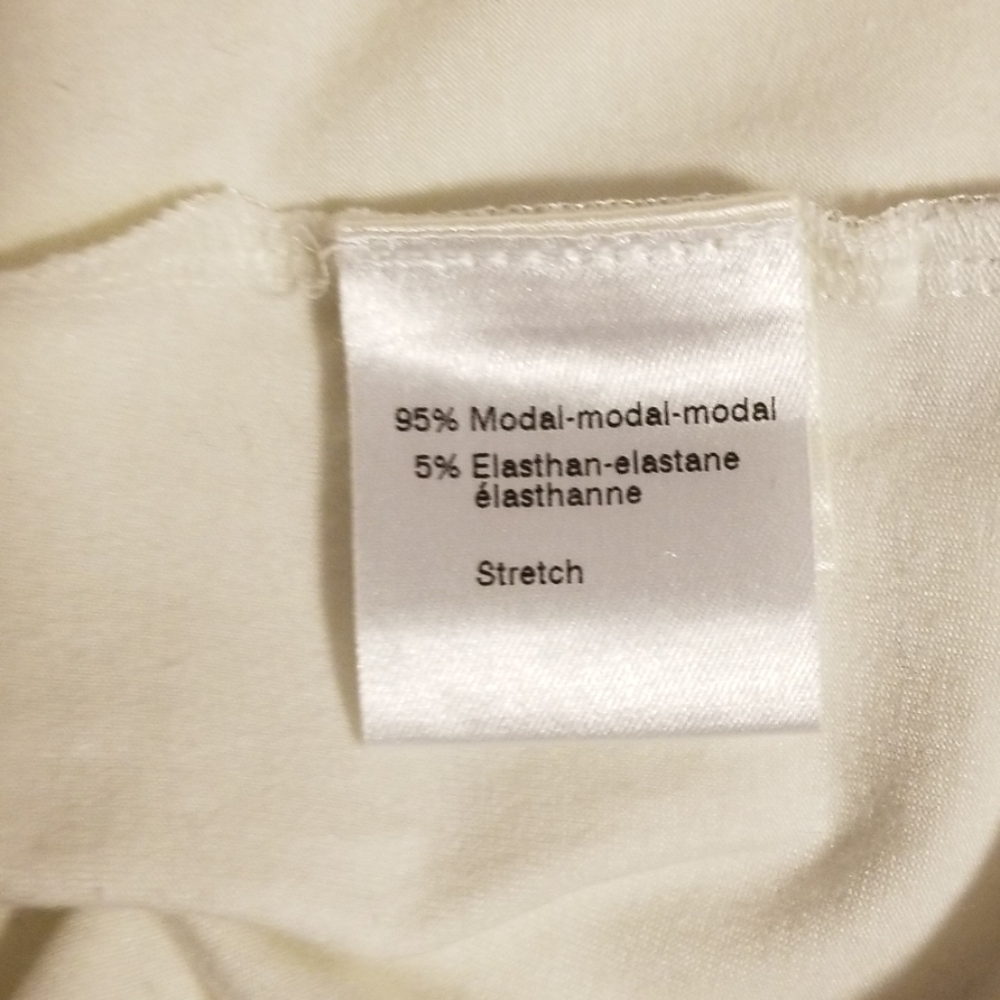 95% Modal-modal-modal
5% Elasthan-elastane
élasthanne
Stretch